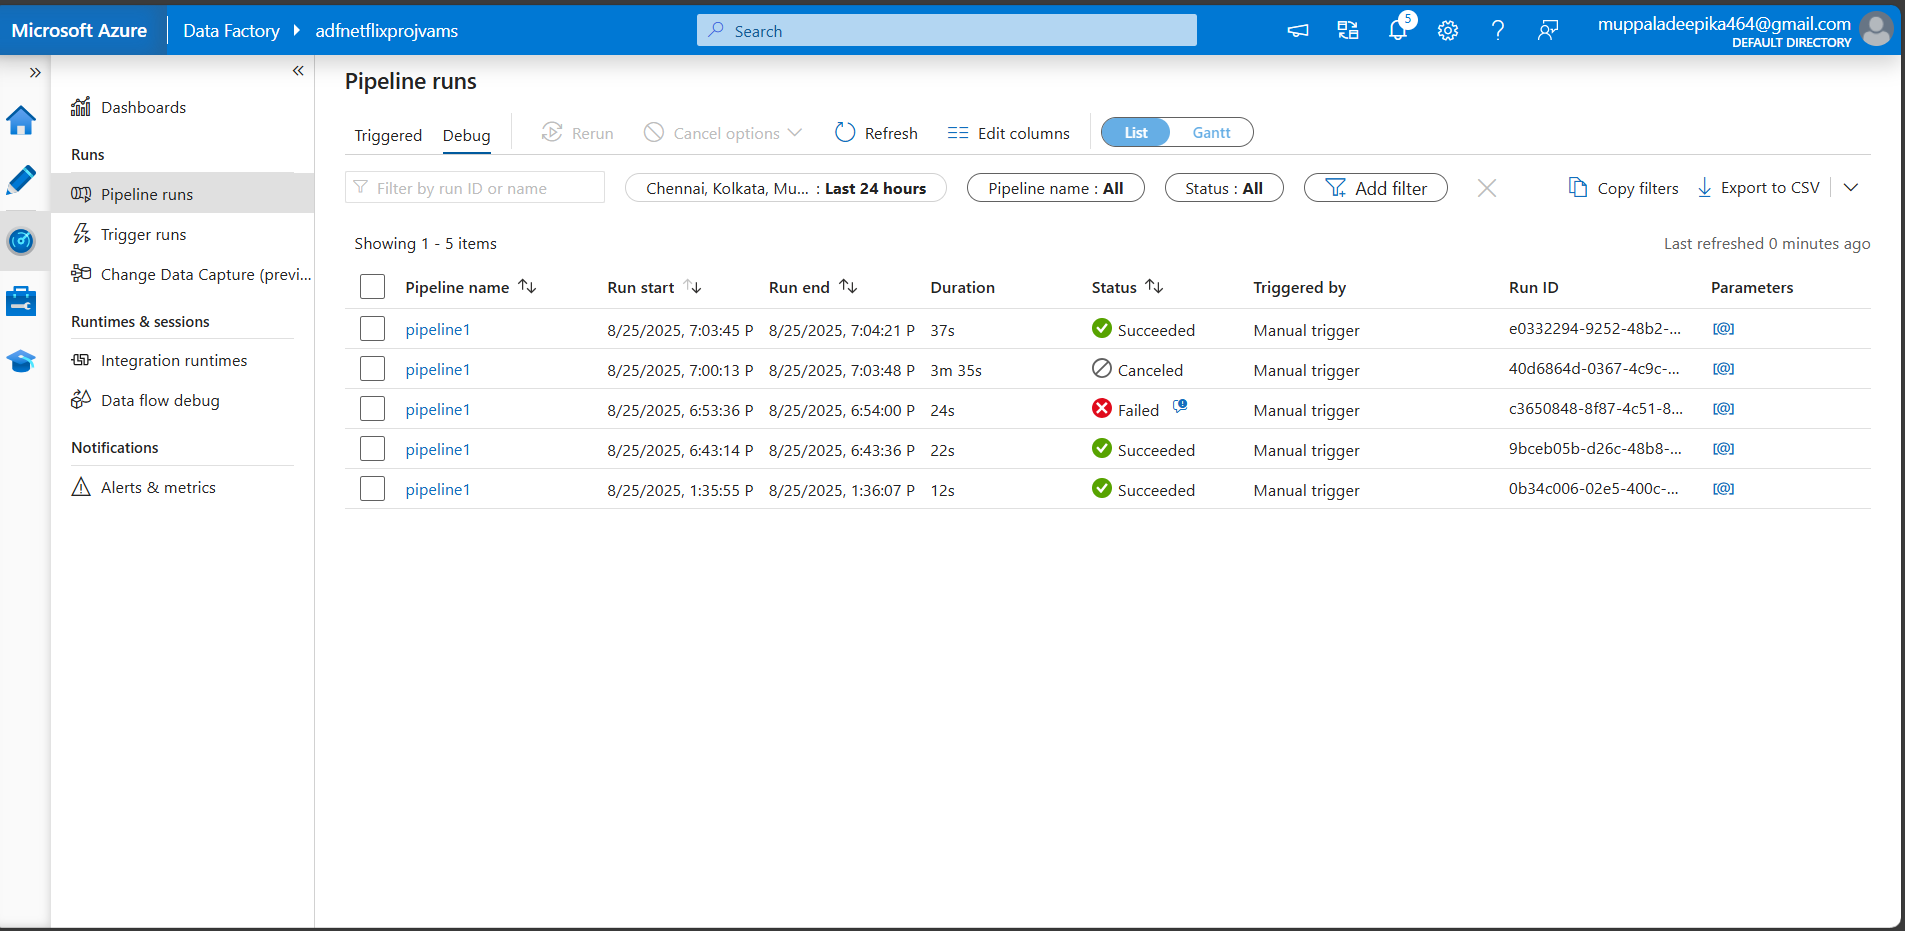 Microsoft Azure Data Factory adfnetflixprojvams Search 5 muppaladeepika464@gmail.com
DEFAULT DIRECTORY
Dashboards
Runs
Pipeline runs
Trigger runs
Change Data Capture (previ...
Runtimes & sessions
Integration runtimes
Data flow debug
Notifications
Alerts & metrics
Pipeline runs
Triggered Debug Rerun Cancel options Refresh Edit columns List Gantt
Filter by run ID or name Chennai, Kolkata, Mu... : Last 24 hours Pipeline name : All Status : All Add filter Copy filters Export to CSV
Showing 1 - 5 items Last refreshed 0 minutes ago
Pipeline name Run start Run end Duration Status Triggered by Run ID Parameters
pipeline1 8/25/2025, 7:03:45 P 8/25/2025, 7:04:21 P 37s Succeeded Manual trigger e0332294-9252-48b2-... [@]
pipeline1 8/25/2025, 7:00:13 P 8/25/2025, 7:03:48 P 3m 35s Canceled Manual trigger 40d6864d-0367-4c9c-... [@]
pipeline1 8/25/2025, 6:53:36 P 8/25/2025, 6:54:00 P 24s Failed Manual trigger c3650848-8f87-4c51-8... [@]
pipeline1 8/25/2025, 6:43:14 P 8/25/2025, 6:43:36 P 22s Succeeded Manual trigger 9bceb05b-d26c-48b8-... [@]
pipeline1 8/25/2025, 1:35:55 P 8/25/2025, 1:36:07 P 12s Succeeded Manual trigger 0b34c006-02e5-400c-... [@]